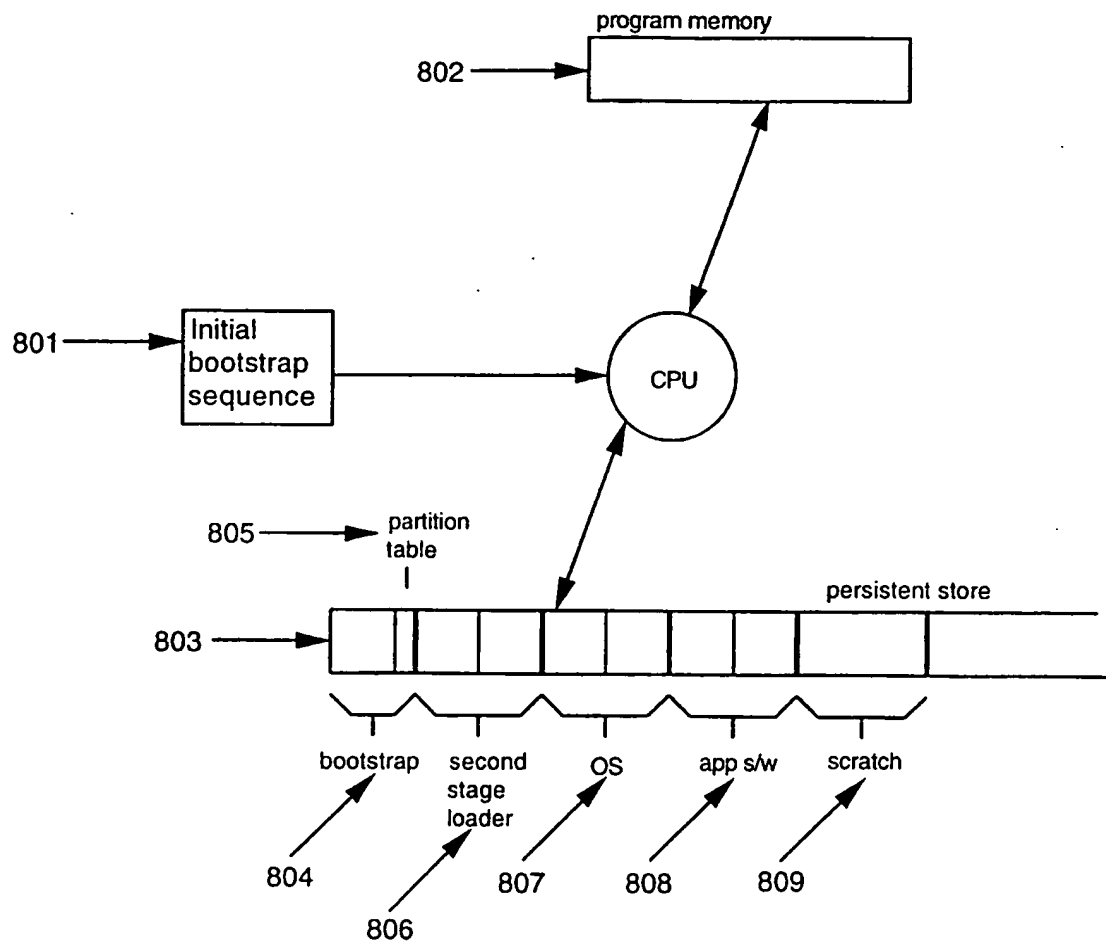 program memory
802
801
Initial
bootstrap
sequence
CPU
805
partition
table
persistent store
803
bootstrap
second
stage
loader
OS
app s/w
scratch
804
806
807
808
809